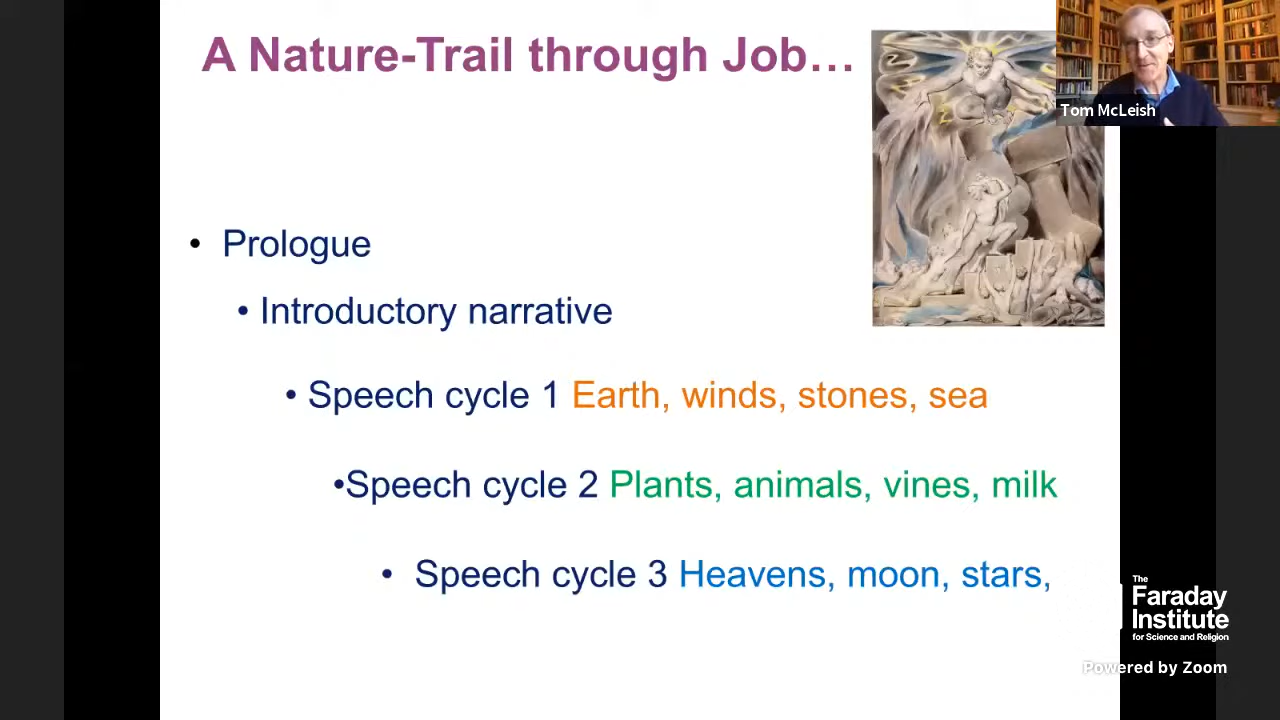 A Nature-Trail through Job…
Tom McLeish
• Prologue
• Introductory narrative
• Speech cycle 1 Earth, winds, stones, sea
•Speech cycle 2 Plants, animals, vines, milk
• Speech cycle 3 Heavens, moon, stars,
The
Faraday
Institute
for Science and Religion
Powered by Zoom